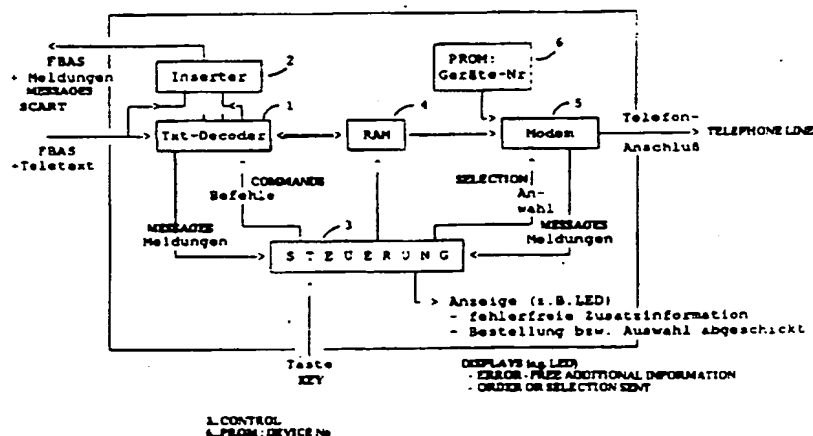 FBAS
+ Meldungen
MESSAGES
SCART
Inserter
2
PROM:
Geräte-Nr
6
1
4
5
Txt-Decoder
RAM
Modem
Telefon-
Anschluß
TELEPHONE LINE
FBAS
+Teletext
COMMANDS
Befehle
SELECTION
An-
wahl
MESSAGES
Meldungen
MESSAGES
Meldungen
3
STEUERUNG
Anzeige (z.B.LED)
- fehlerfreie Zusatzinformation
- Bestellung bzw. Auswahl abgeschickt
Taste
KEY
DISPLAYS (e.g. LED)
- ERROR-FREE ADDITIONAL INFORMATION
- ORDER OR SELECTION SENT
3... CONTROL
6... PROM: DEVICE No